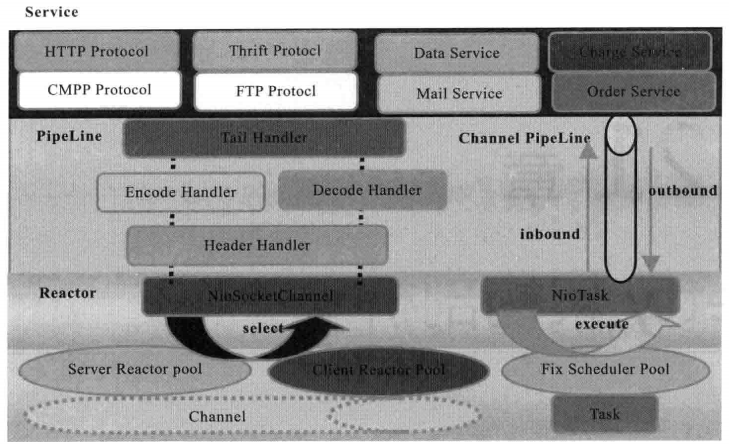 Service
HTTP Protocol
Thrift Protocl
Data Service
Charge Service
CMPP Protocol
FTP Protocl
Mail Service
Order Service
PipeLine
Tail Handler
Channel PipeLine
Encode Handler
Decode Handler
outbound
inbound
Header Handler
Reactor
NioSocketChannel
NioTask
select
execute
Server Reactor pool
Client Reactor Pool
Fix Scheduler Pool
Channel
Task